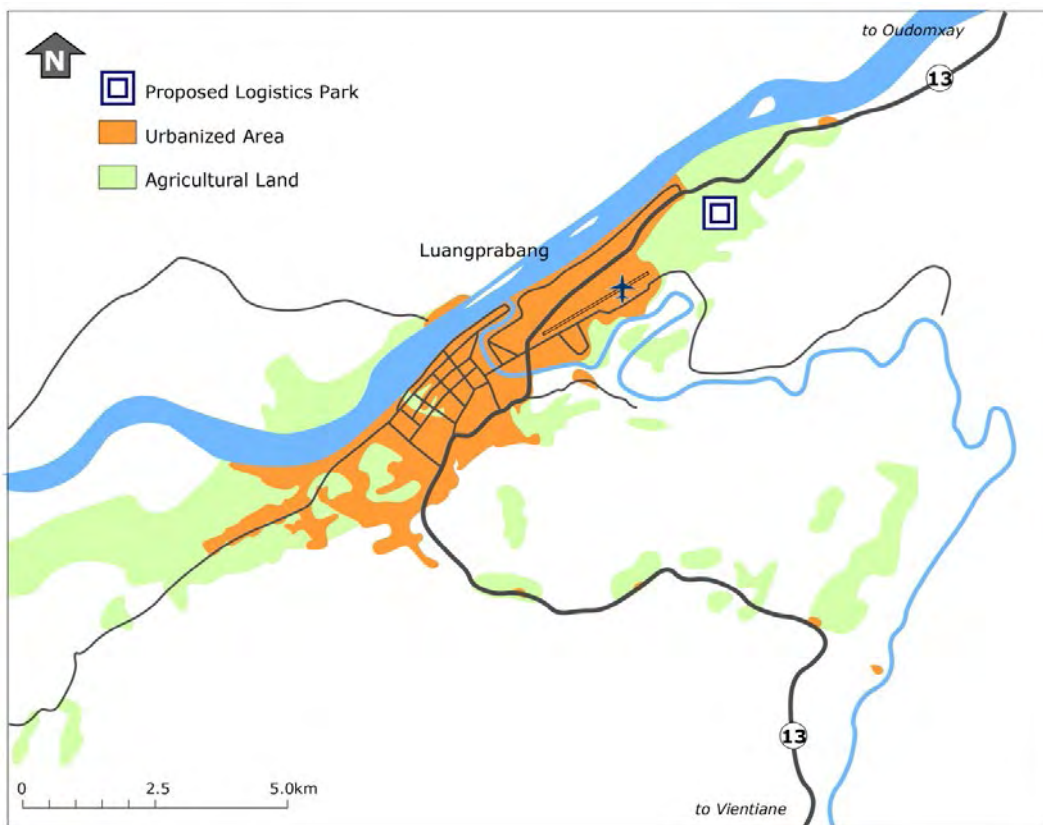 to Oudomxay
N
13
Proposed Logistics Park
Urbanized Area
Agricultural Land
Luangprabang
13
0 2.5 5.0km
to Vientiane